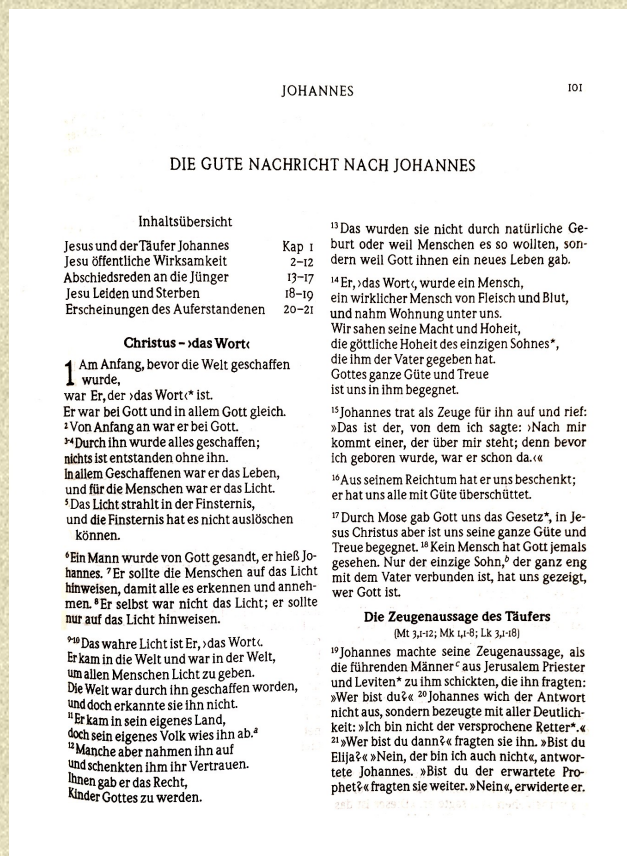 JOHANNES
101
DIE GUTE NACHRICHT NACH JOHANNES
Inhaltsübersicht
Jesus und der Täufer Johannes Kap 1
Jesu öffentliche Wirksamkeit 2–12
Abschiedsreden an die Jünger 13–17
Jesu Leiden und Sterben 18–19
Erscheinungen des Auferstandenen 20–21
Christus – ›das Wort‹
1 Am Anfang, bevor die Welt geschaffen
wurde,
war Er, der ›das Wort‹* ist.
Er war bei Gott und in allem Gott gleich.
2 Von Anfang an war er bei Gott.
3-4 Durch ihn wurde alles geschaffen;
nichts ist entstanden ohne ihn.
In allem Geschaffenen war er das Leben,
und für die Menschen war er das Licht.
5 Das Licht strahlt in der Finsternis,
und die Finsternis hat es nicht auslöschen
können.
6 Ein Mann wurde von Gott gesandt, er hieß Jo-
hannes. 7 Er sollte die Menschen auf das Licht
hinweisen, damit alle es erkennen und anneh-
men. 8 Er selbst war nicht das Licht; er sollte
nur auf das Licht hinweisen.
9-10 Das wahre Licht ist Er, ›das Wort‹.
Er kam in die Welt und war in der Welt,
um allen Menschen Licht zu geben.
Die Welt war durch ihn geschaffen worden,
und doch erkannte sie ihn nicht.
11 Er kam in sein eigenes Land,
doch sein eigenes Volk wies ihn ab.a
12 Manche aber nahmen ihn auf
und schenkten ihm ihr Vertrauen.
Ihnen gab er das Recht,
Kinder Gottes zu werden.
13 Das wurden sie nicht durch natürliche Ge-
burt oder weil Menschen es so wollten, son-
dern weil Gott ihnen ein neues Leben gab.
14 Er, ›das Wort‹, wurde ein Mensch,
ein wirklicher Mensch von Fleisch und Blut,
und nahm Wohnung unter uns.
Wir sahen seine Macht und Hoheit,
die göttliche Hoheit des einzigen Sohnes*,
die ihm der Vater gegeben hat.
Gottes ganze Güte und Treue
ist uns in ihm begegnet.
15 Johannes trat als Zeuge für ihn auf und rief:
»Das ist der, von dem ich sagte: ›Nach mir
kommt einer, der über mir steht; denn bevor
ich geboren wurde, war er schon da.‹«
16 Aus seinem Reichtum hat er uns beschenkt;
er hat uns alle mit Güte überschüttet.
17 Durch Mose gab Gott uns das Gesetz*, in Je-
sus Christus aber ist uns seine ganze Güte und
Treue begegnet. 18 Kein Mensch hat Gott jemals
gesehen. Nur der einzige Sohn,b der ganz eng
mit dem Vater verbunden ist, hat uns gezeigt,
wer Gott ist.
Die Zeugenaussage des Täufers
(Mt 3,1-12; Mk 1,1-8; Lk 3,1-18)
19 Johannes machte seine Zeugenaussage, als
die führenden Männerc aus Jerusalem Priester
und Leviten* zu ihm schickten, die ihn fragten:
»Wer bist du?« 20 Johannes wich der Antwort
nicht aus, sondern bezeugte mit aller Deutlich-
keit: »Ich bin nicht der versprochene Retter*.«
21 »Wer bist du dann?« fragten sie ihn. »Bist du
Elija?« »Nein, der bin ich auch nicht«, antwor-
tete Johannes. »Bist du der erwartete Pro-
phet?« fragten sie weiter. »Nein«, erwiderte er.